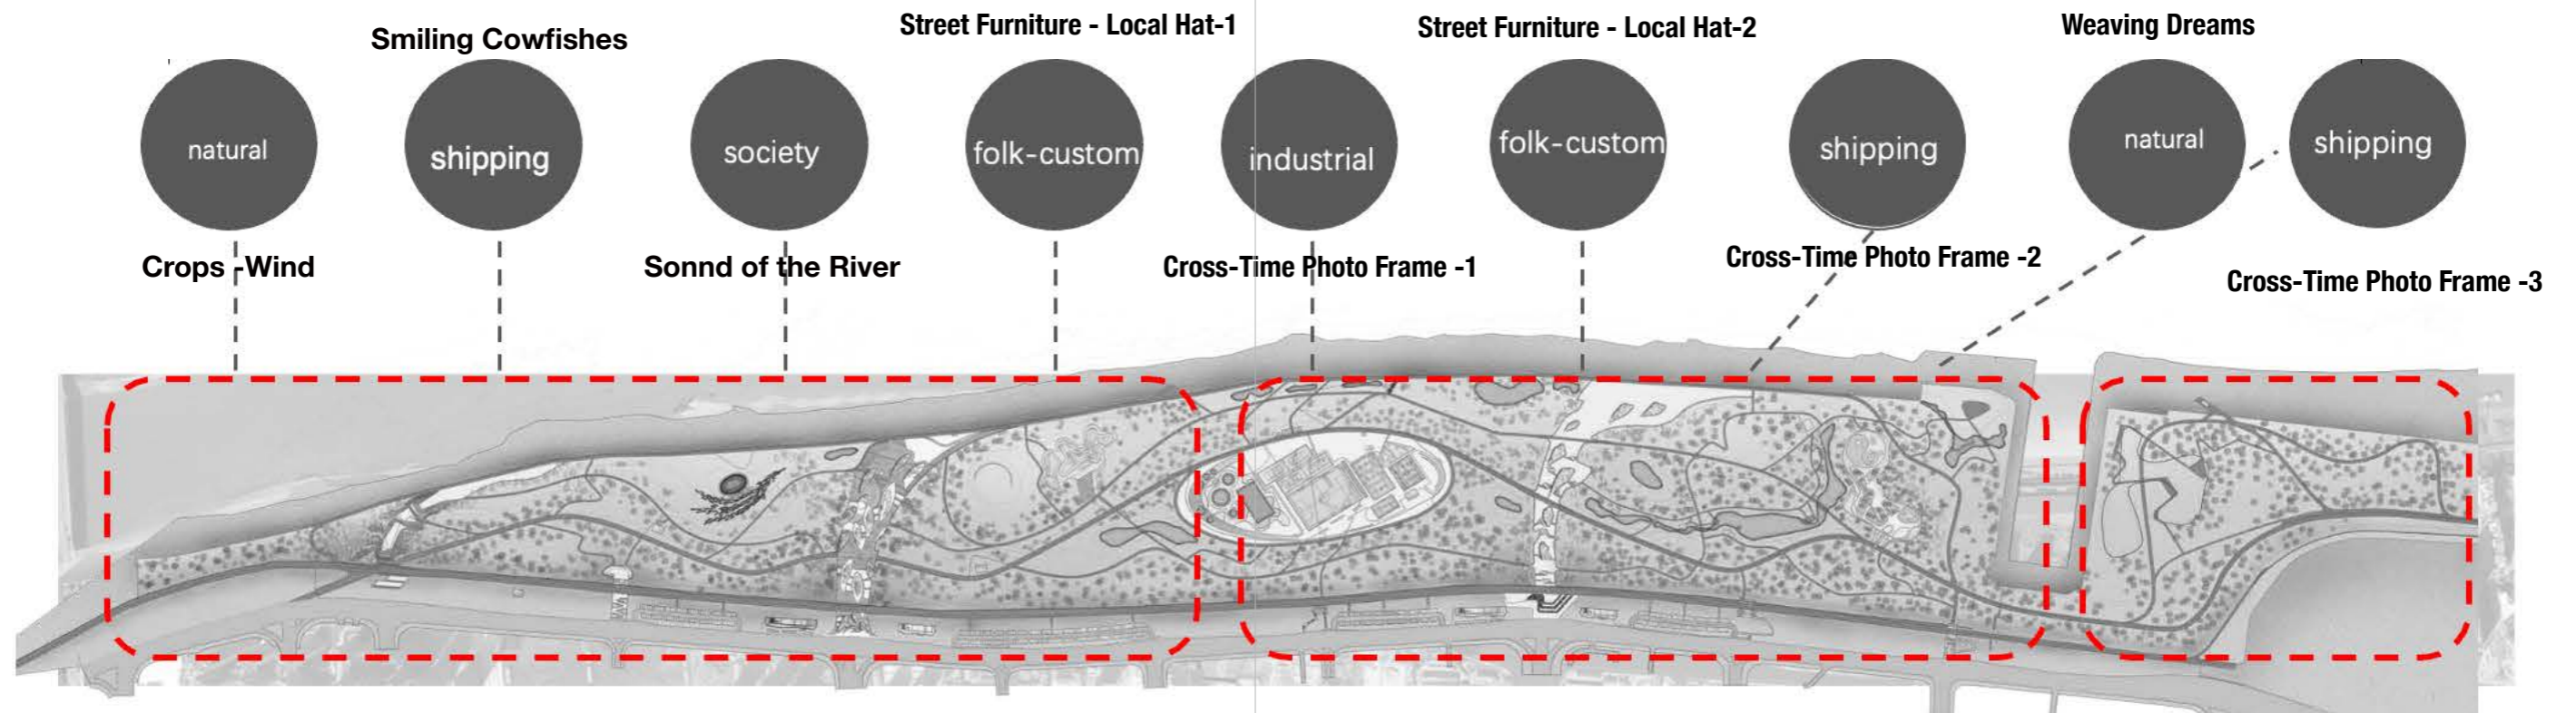 Smiling Cowfishes
Street Furniture - Local Hat-1
Street Furniture - Local Hat-2
Weaving Dreams
natural
shipping
society
folk-custom
industrial
folk-custom
shipping
natural
shipping
Crops -Wind
Sonnd of the River
Cross-Time Photo Frame -1
Cross-Time Photo Frame -2
Cross-Time Photo Frame -3